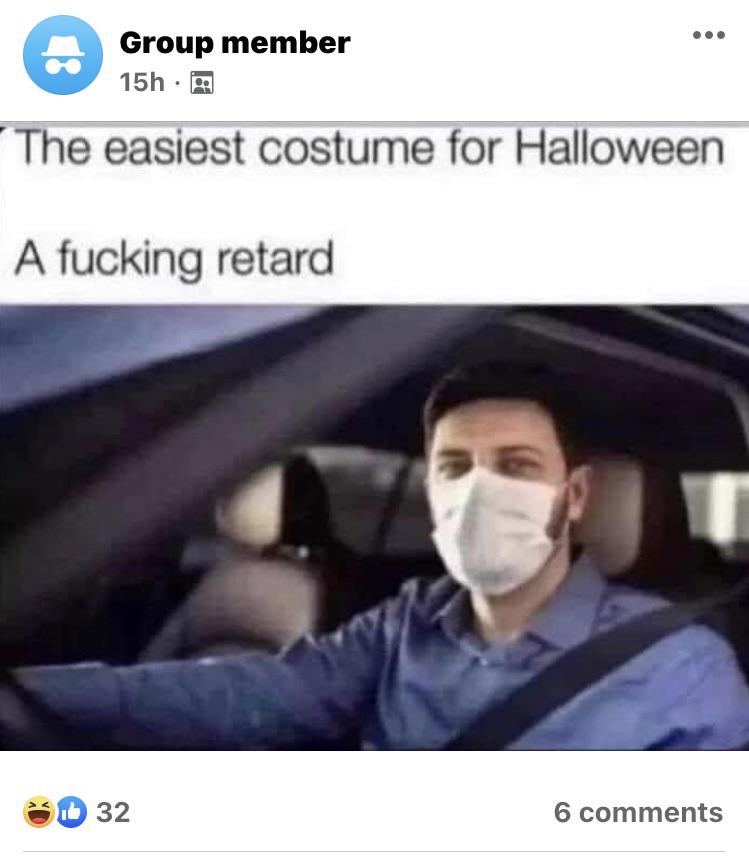 Group member
15h ·
The easiest costume for Halloween
A fucking retard
32
6 comments